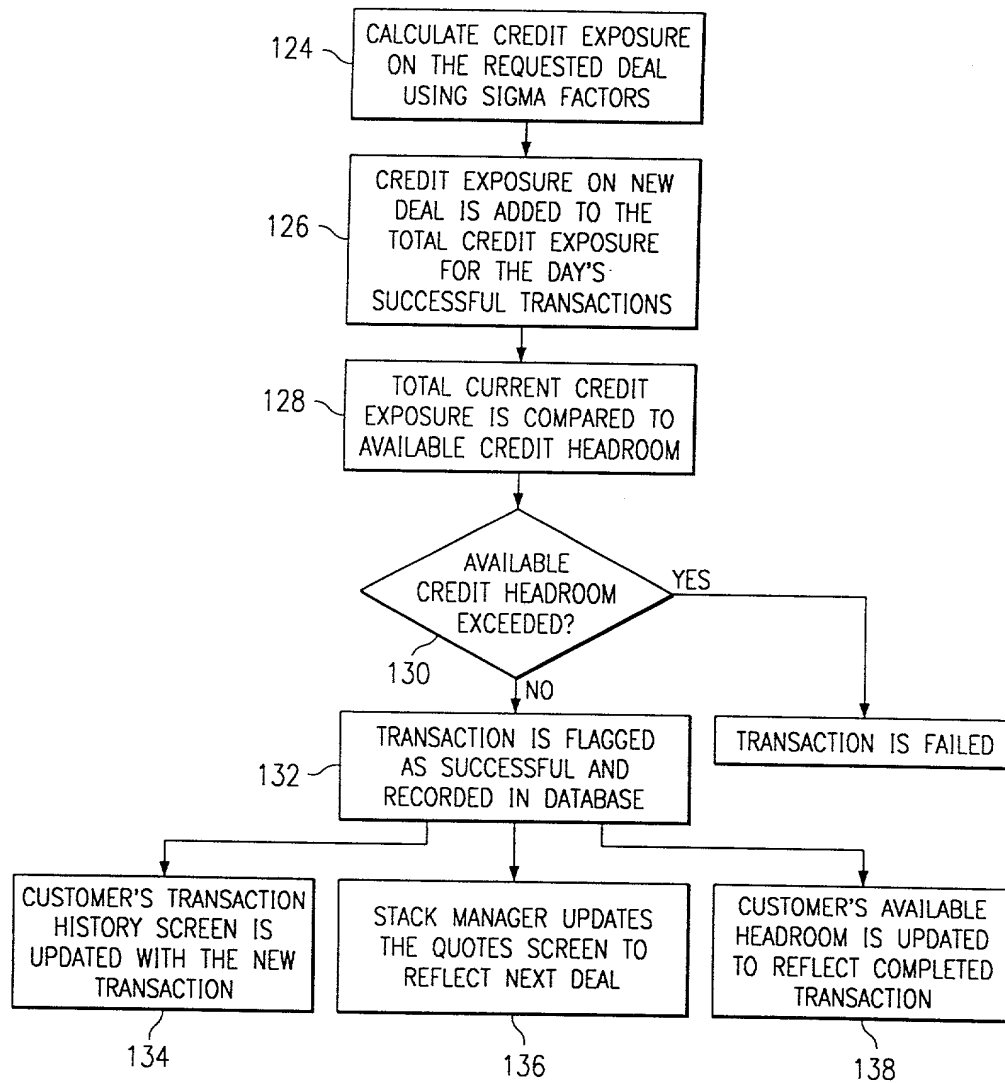 124
CALCULATE CREDIT EXPOSURE
ON THE REQUESTED DEAL
USING SIGMA FACTORS
126
CREDIT EXPOSURE ON NEW
DEAL IS ADDED TO THE
TOTAL CREDIT EXPOSURE
FOR THE DAY'S
SUCCESSFUL TRANSACTIONS
128
TOTAL CURRENT CREDIT
EXPOSURE IS COMPARED TO
AVAILABLE CREDIT HEADROOM
AVAILABLE
CREDIT HEADROOM
EXCEEDED?
YES
130
NO
132
TRANSACTION IS FLAGGED
AS SUCCESSFUL AND
RECORDED IN DATABASE
TRANSACTION IS FAILED
CUSTOMER'S TRANSACTION
HISTORY SCREEN IS
UPDATED WITH THE NEW
TRANSACTION
134
STACK MANAGER UPDATES
THE QUOTES SCREEN TO
REFLECT NEXT DEAL
136
CUSTOMER'S AVAILABLE
HEADROOM IS UPDATED
TO REFLECT COMPLETED
TRANSACTION
138